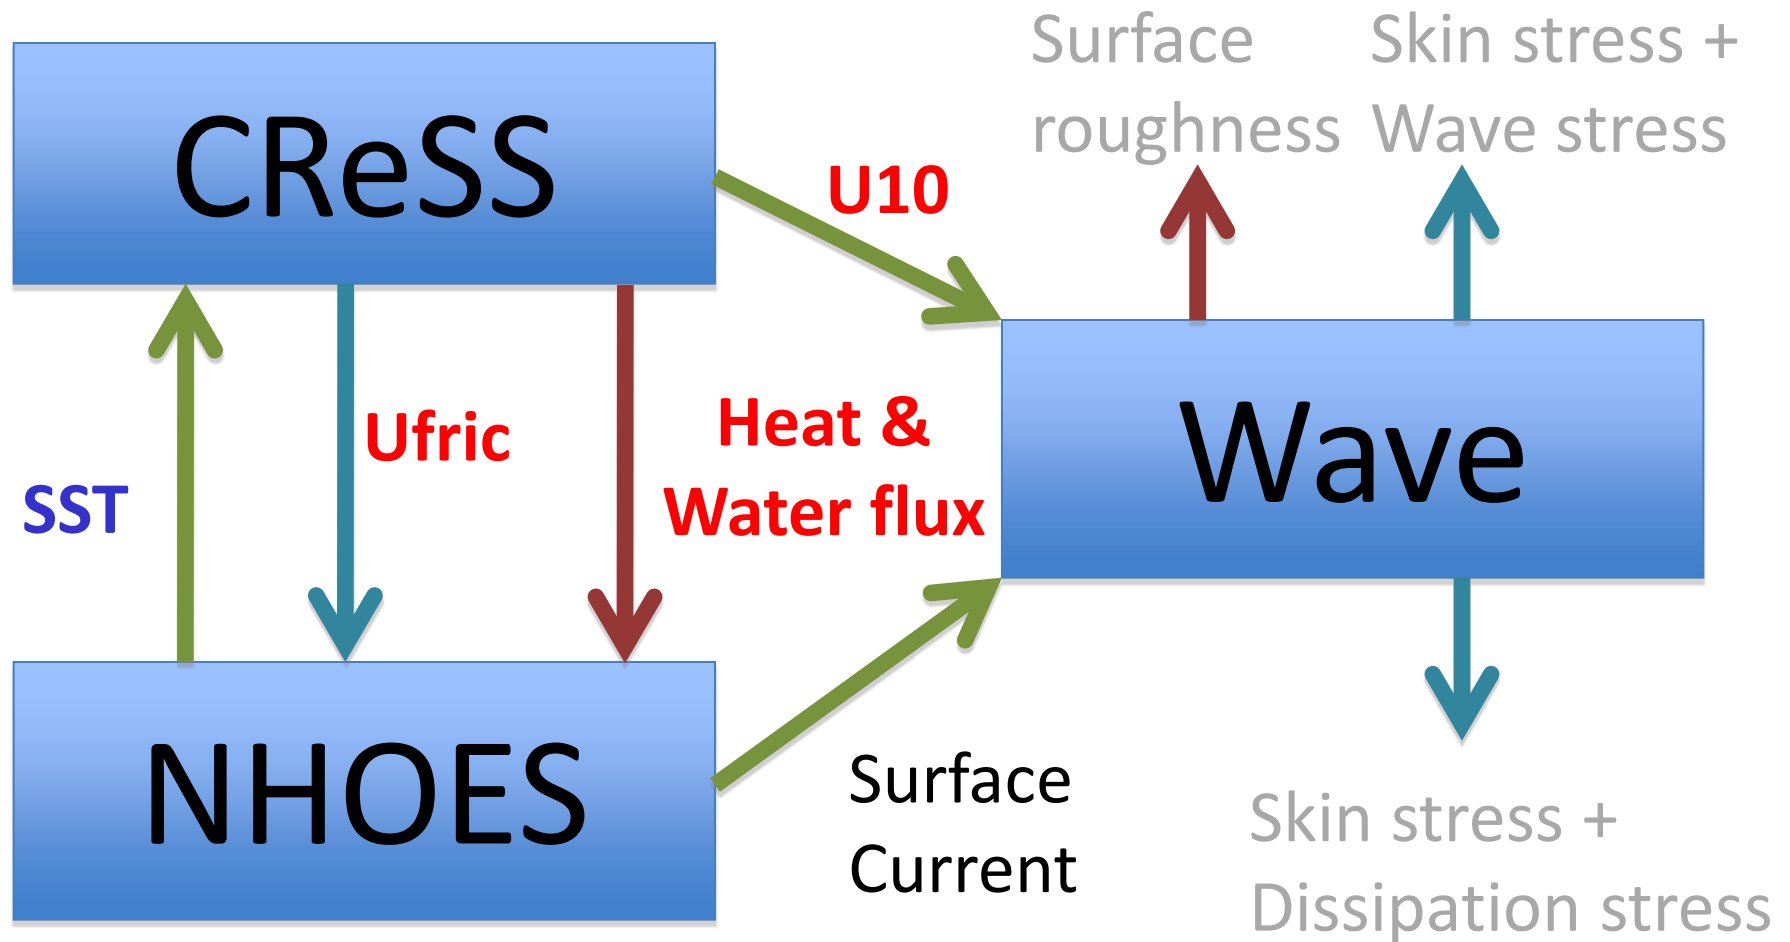 Surface
roughness
Skin stress +
Wave stress
CReSS
U10
Ufric
Heat &
Water flux
SST
Wave
NHOES
Surface
Current
Skin stress +
Dissipation stress